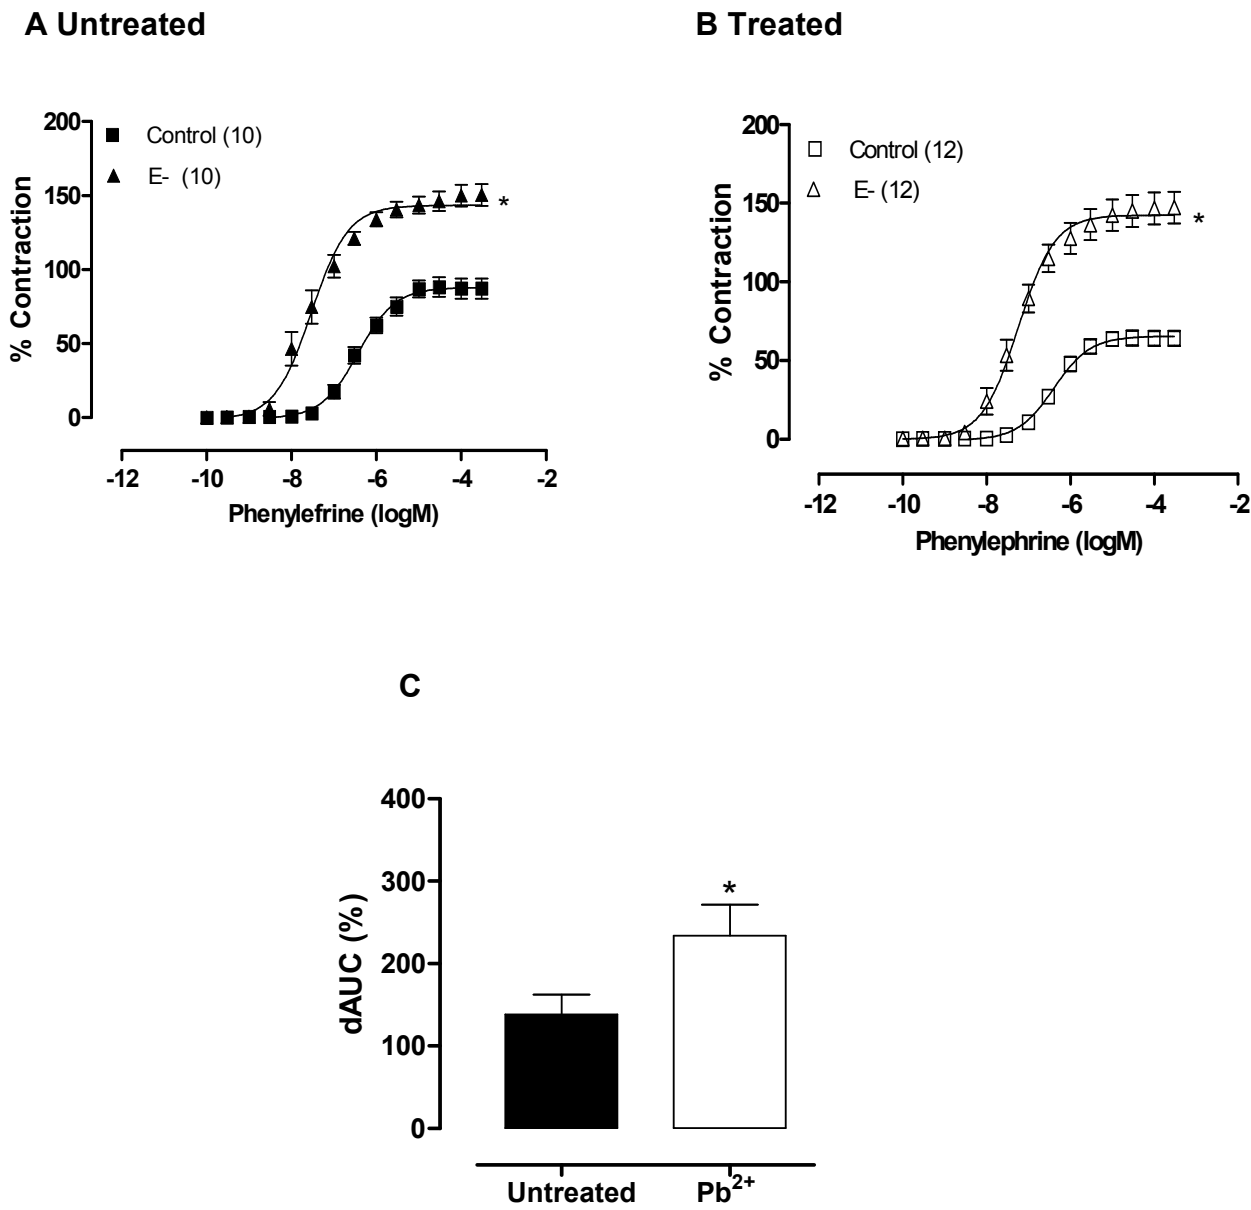 A Untreated
B Treated
200
150
100
50
0
% Contraction
Control (10)
E- (10)
*
-12 -10 -8 -6 -4 -2
Phenylefrine (logM)
200
150
100
50
0
% Contraction
Control (12)
E- (12)
*
-12 -10 -8 -6 -4 -2
Phenylephrine (logM)
C
400
300
200
100
0
dAUC (%)
*
Untreated Pb²⁺